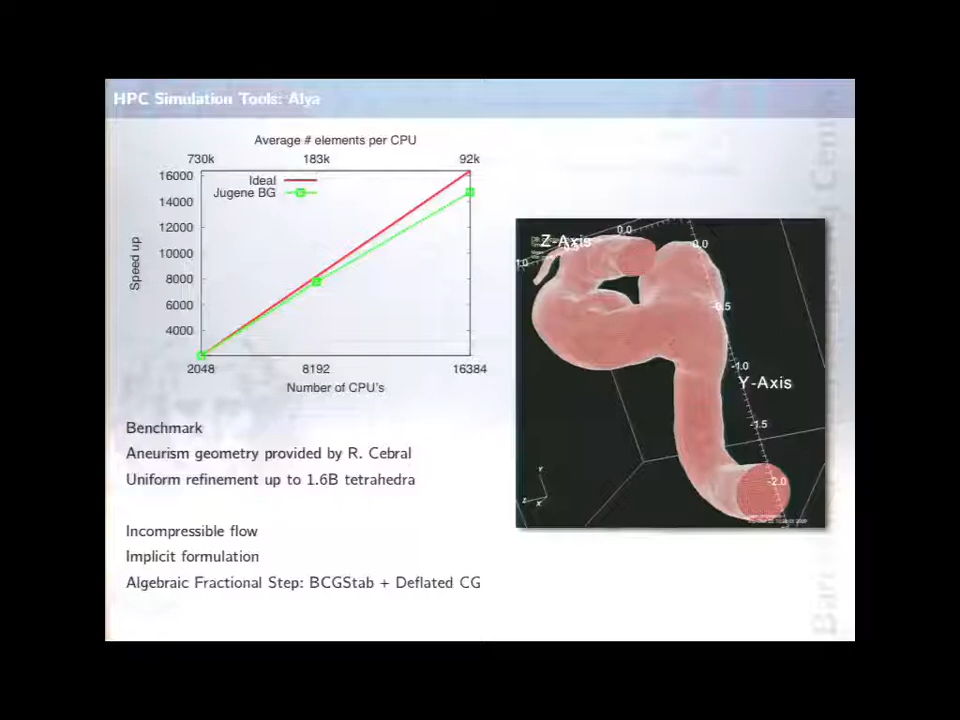 HPC Simulation Tools: Alya
Average # elements per CPU
730k 183k 92k
Ideal
Jugene BG
16000
14000
12000
10000
8000
6000
4000
Speed up
2048 8192 16384
Number of CPU's
Benchmark
Aneurism geometry provided by R. Cebral
Uniform refinement up to 1.6B tetrahedra
Incompressible flow
Implicit formulation
Algebraic Fractional Step: BCGStab + Deflated CG
Z-Axis
0.0
0.0
1.0
-0.5
-1.0
Y-Axis
-1.5
-2.0
Y
Z
X